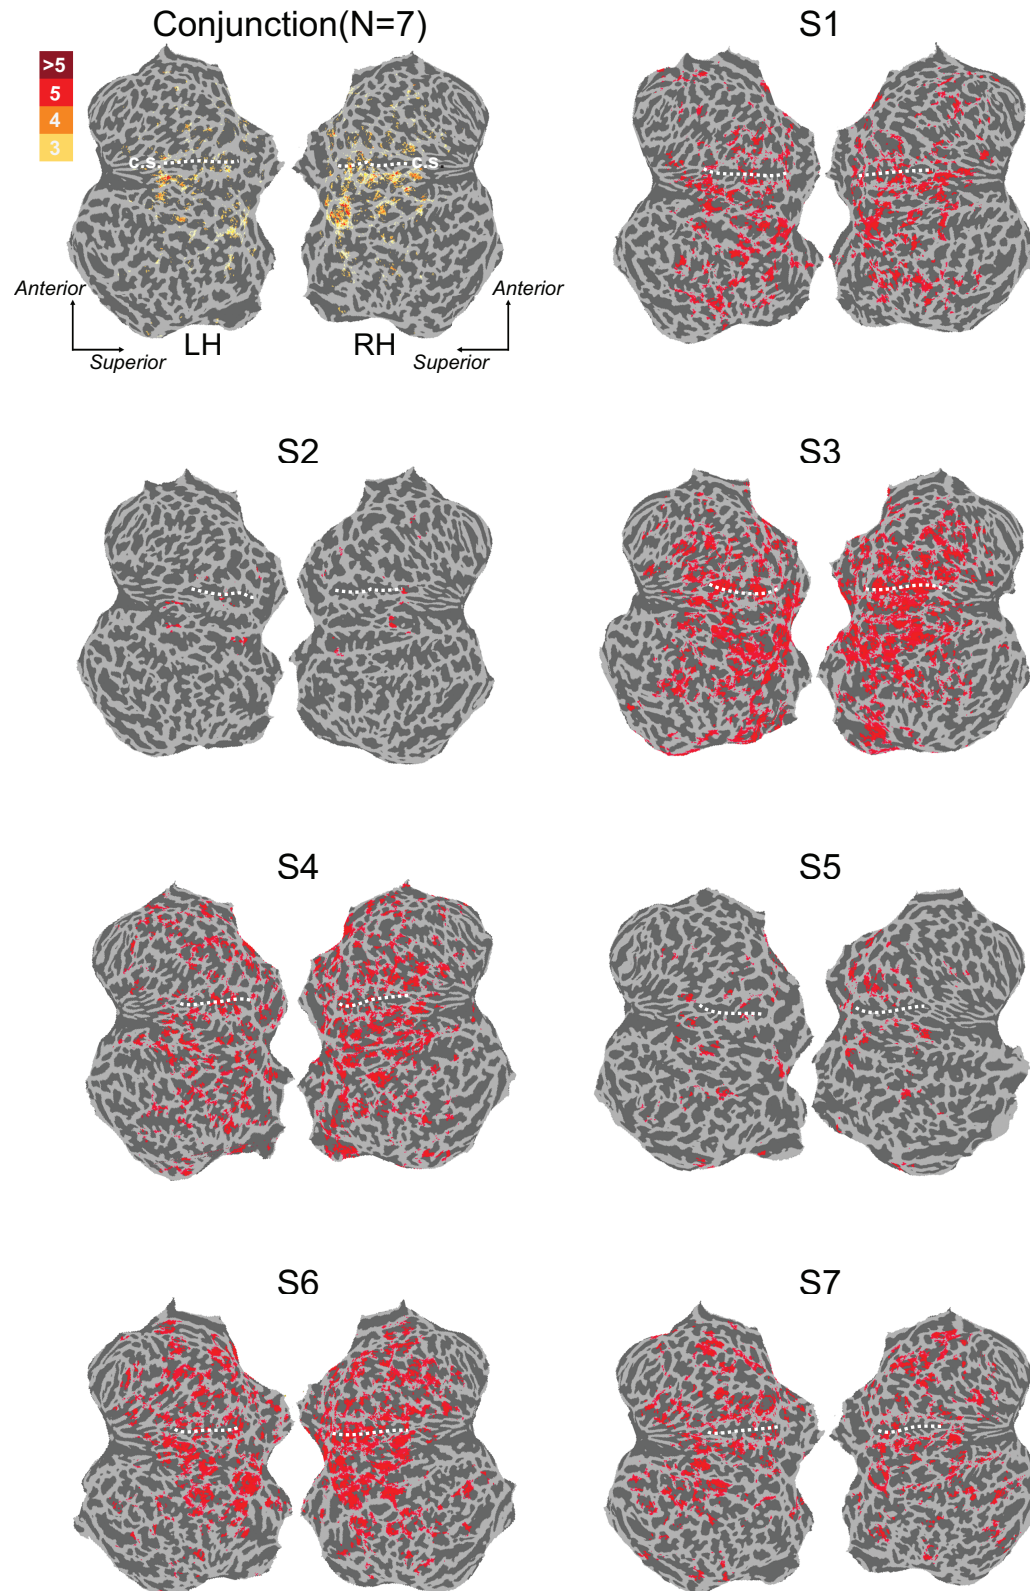 Conjunction(N=7)
S1
>5
5
4
3
c.s.
c.s.
Anterior
Superior
LH
RH
Anterior
Superior
S2
S3
S4
S5
S6
S7